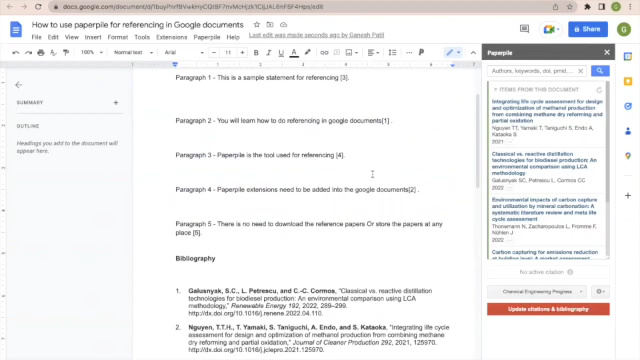 docs.google.com/document/d/
How to use paperpile for referencing in Google documents
File Edit View Insert Format Tools Extensions Paperpile Help
Last edit was made seconds ago by Ganesh Patil
Share
100%
Normal text
Arial
11
Paperpile
Authors, keywords, doi, pmid,
ITEMS FROM THIS DOCUMENT
Integrating life cycle assessment for design and optimization of methanol production from combining methane dry reforming and partial oxidation
Nguyen TT, Yamaki T, Taniguchi S, Endo A, Kataoka S
2021
Classical vs. reactive distillation technologies for biodiesel production: An environmental comparison using LCA methodology
Galusnyak SC, Petrescu L, Cormos CC
2022
Environmental impacts of carbon capture and utilization by mineral carbonation: A systematic literature review and meta life cycle assessment
Thonemann N, Zacharopoulos L, Fromme F, Nühlen J
2022
Carbon capture for emissions reduction at
No active citation
Chemical Engineering Progress
Update citations & bibliography
SUMMARY
OUTLINE
Headings you add to the document will appear here.
Paragraph 1 - This is a sample statement for referencing [3].
Paragraph 2 - You will learn how to do referencing in google documents[1] .
Paragraph 3 - Paperpile is the tool used for referencing [4].
Paragraph 4 - Paperpile extensions need to be added into the google documents[2] .
Paragraph 5 - There is no need to download the reference papers Or store the papers at any
place [5].
Bibliography
1. Galusnyak, S.C., L. Petrescu, and C.-C. Cormos, "Classical vs. reactive distillation
technologies for biodiesel production: An environmental comparison using LCA
methodology," Renewable Energy 192, 2022, 289–299.
http://dx.doi.org/10.1016/j.renene.2022.04.110.
2. Nguyen, T.T.H., T. Yamaki, S. Taniguchi, A. Endo, and S. Kataoka, "Integrating life cycle
assessment for design and optimization of methanol production from combining methane
dry reforming and partial oxidation," Journal of Cleaner Production 292, 2021, 125970.
http://dx.doi.org/10.1016/j.jclepro.2021.125970.